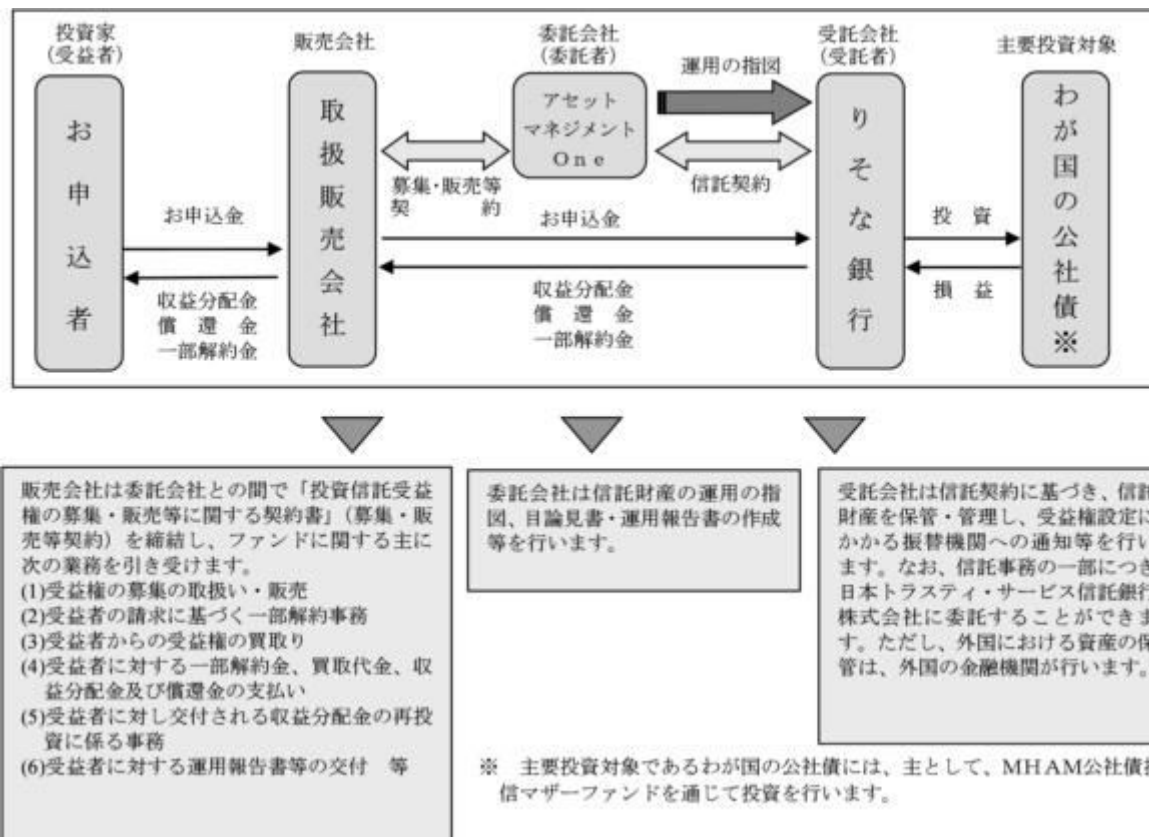 投資家
(受益者)
販売会社
委託会社
(委託者)
運用の指図
受託会社
(受託者)
主要投資対象
お申込者
取扱販売会社
アセット
マネジメント
One
りそな銀行
わが国の公社債※
募集・販売等
契約
信託契約
お申込金
お申込金
投資
収益分配金
償還金
一部解約金
収益分配金
償還金
一部解約金
損益
販売会社は委託会社との間で「投資信託受益
権の募集・販売等に関する契約書」(募集・販
売等契約)を締結し、ファンドに関する主に
次の業務を引き受けます。
(1)受益権の募集の取扱い・販売
(2)受益者の請求に基づく一部解約事務
(3)受益者からの受益権の買取り
(4)受益者に対する一部解約金、買取代金、収
益分配金及び償還金の支払い
(5)受益者に対し交付される収益分配金の再投
資に係る事務
(6)受益者に対する運用報告書等の交付 等
委託会社は信託財産の運用の指
図、目論見書・運用報告書の作成
等を行います。
受託会社は信託契約に基づき、信託
財産を保管・管理し、受益権設定に
かかる振替機関への通知等を行い
ます。なお、信託事務の一部につき
日本トラスティ・サービス信託銀行
株式会社に委託することができま
す。ただし、外国における資産の保
管は、外国の金融機関が行います。
※ 主要投資対象であるわが国の公社債には、主として、MHAM公社債
信マザーファンドを通じて投資を行います。